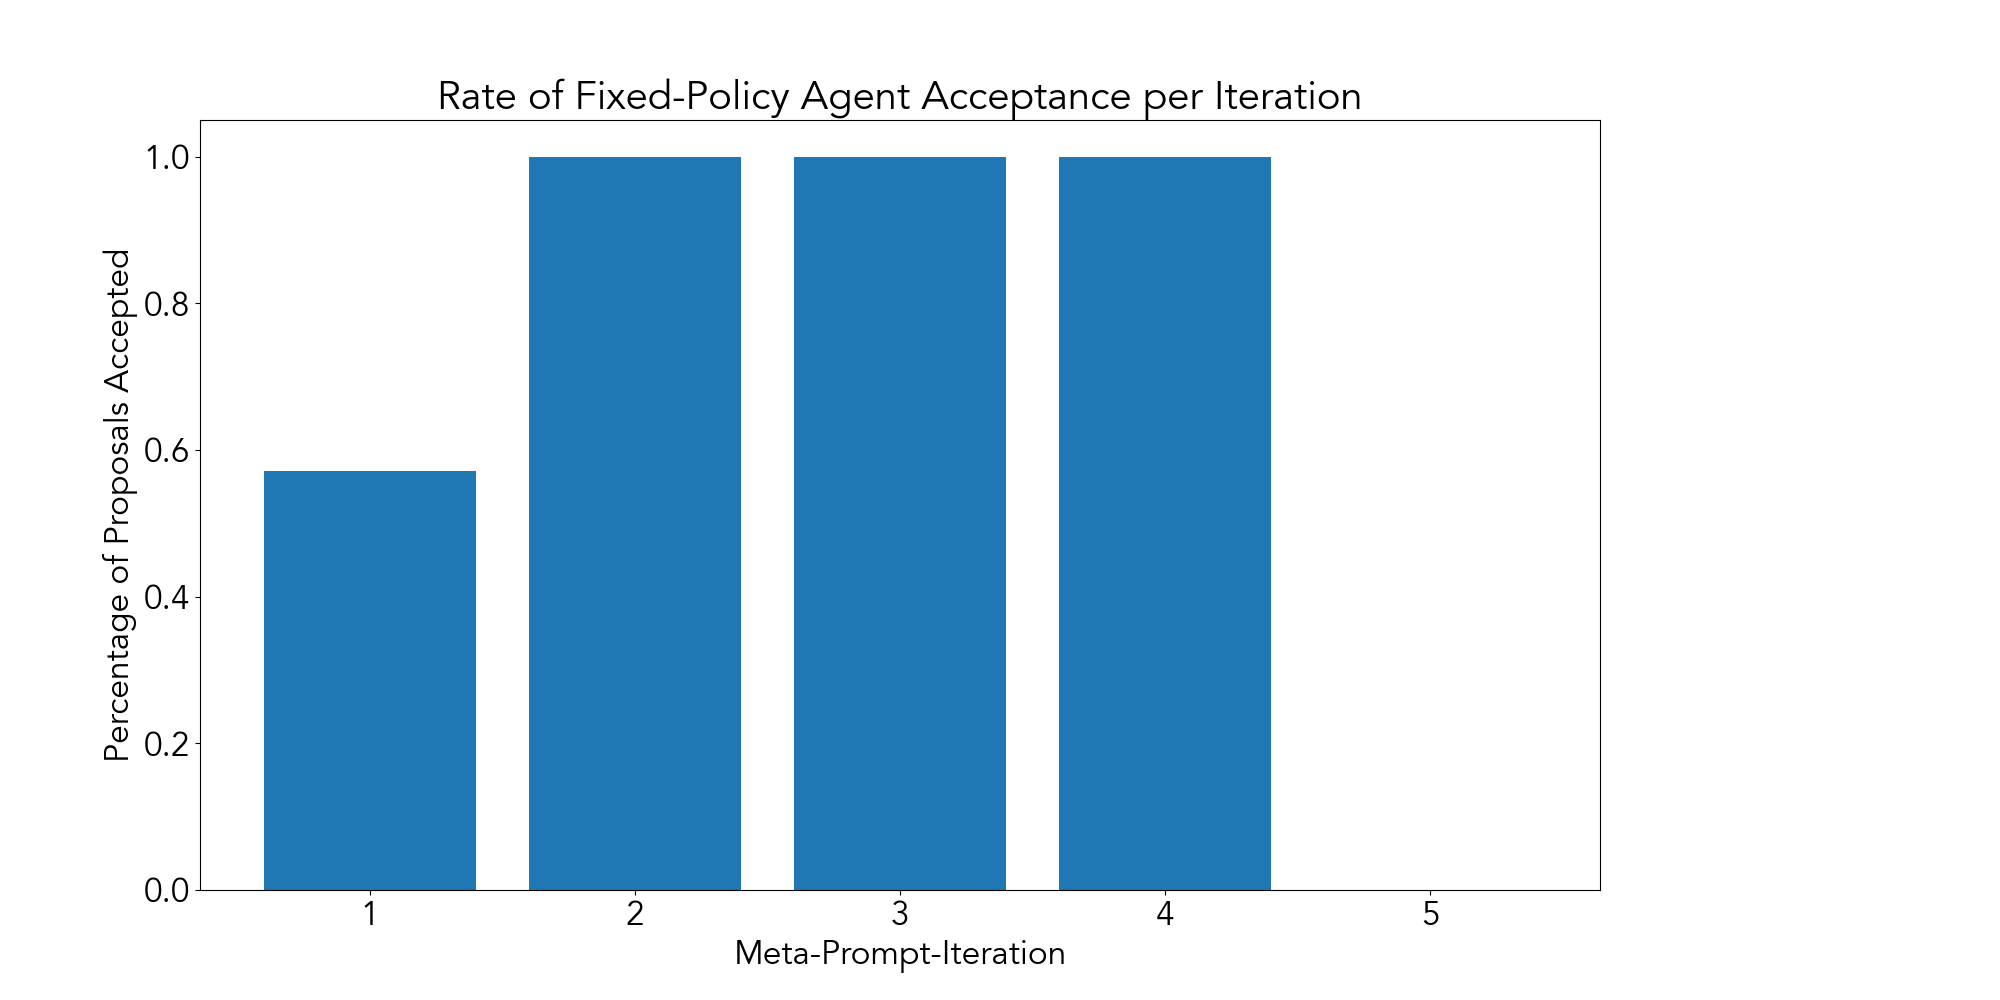 Rate of Fixed-Policy Agent Acceptance per Iteration
Percentage of Proposals Accepted
1.0
0.8
0.6
0.4
0.2
0.0
1 2 3 4 5
Meta-Prompt-Iteration